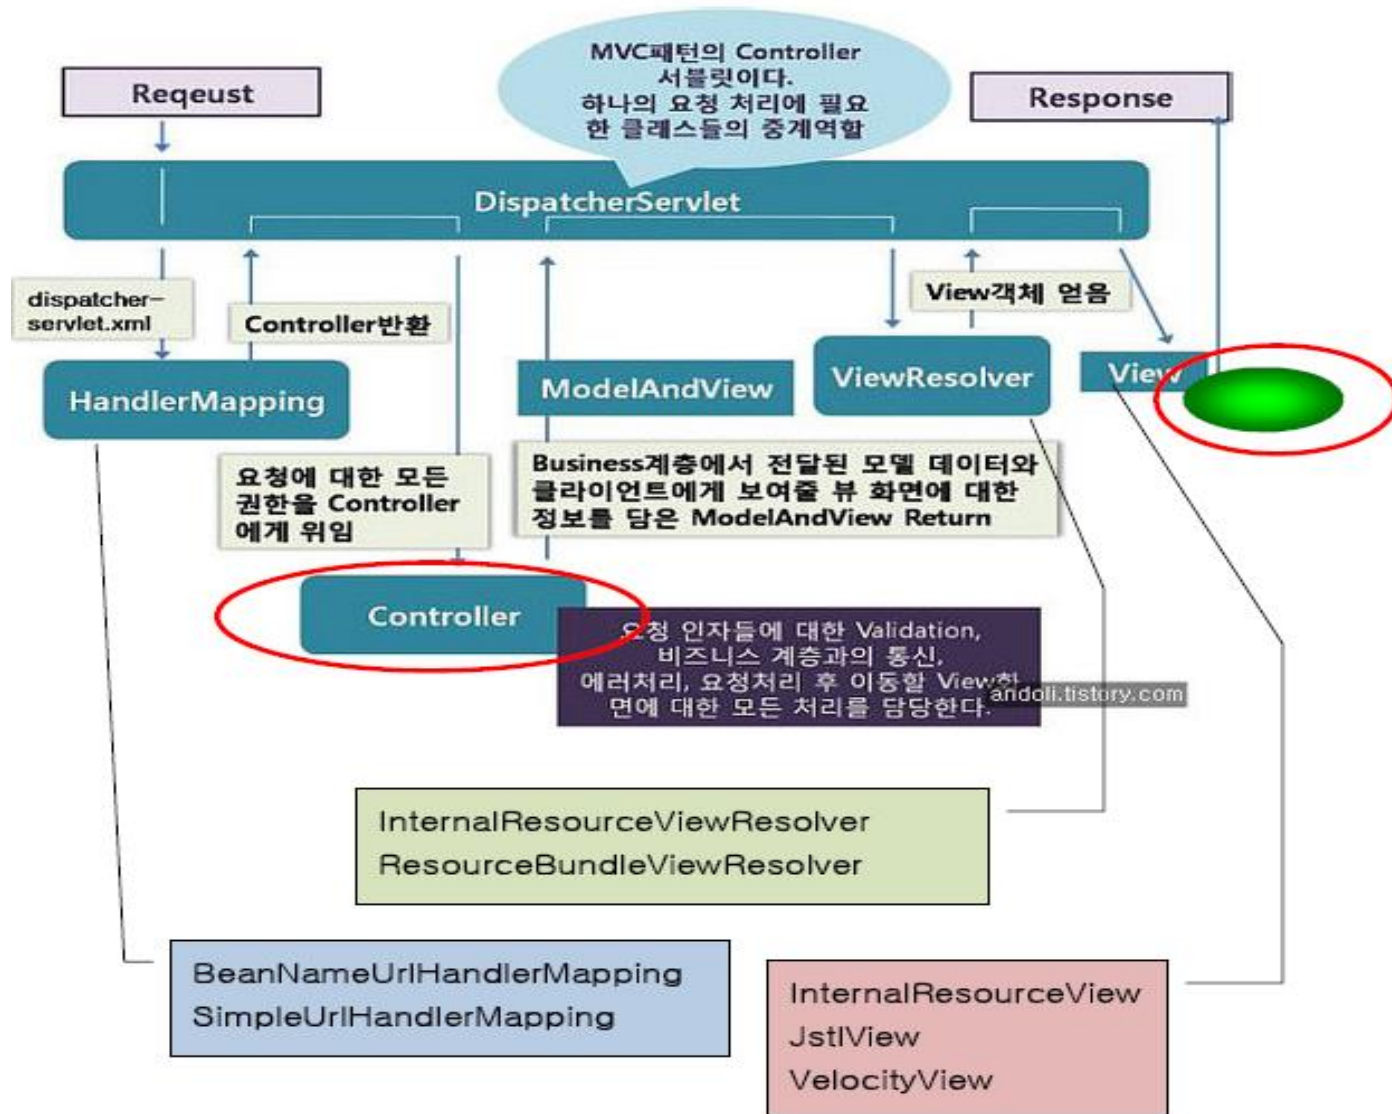 MVC패턴의 Controller
서블릿이다.
하나의 요청 처리에 필요
한 클래스들의 중계역할
Reqeust
Response
DispatcherServlet
dispatcher-
servlet.xml
Controller반환
View객체 얻음
HandlerMapping
ModelAndView
ViewResolver
View
요청에 대한 모든
권한을 Controller
에게 위임
Business계층에서 전달된 모델 데이터와
클라이언트에게 보여줄 뷰 화면에 대한
정보를 담은 ModelAndView Return
Controller
요청 인자들에 대한 Validation,
비즈니스 계층과의 통신,
에러처리, 요청처리 후 이동할 View화
면에 대한 모든 처리를 담당한다.
andoli.tistory.com
InternalResourceViewResolver
ResourceBundleViewResolver
BeanNameUrlHandlerMapping
SimpleUrlHandlerMapping
InternalResourceView
JstlView
VelocityView